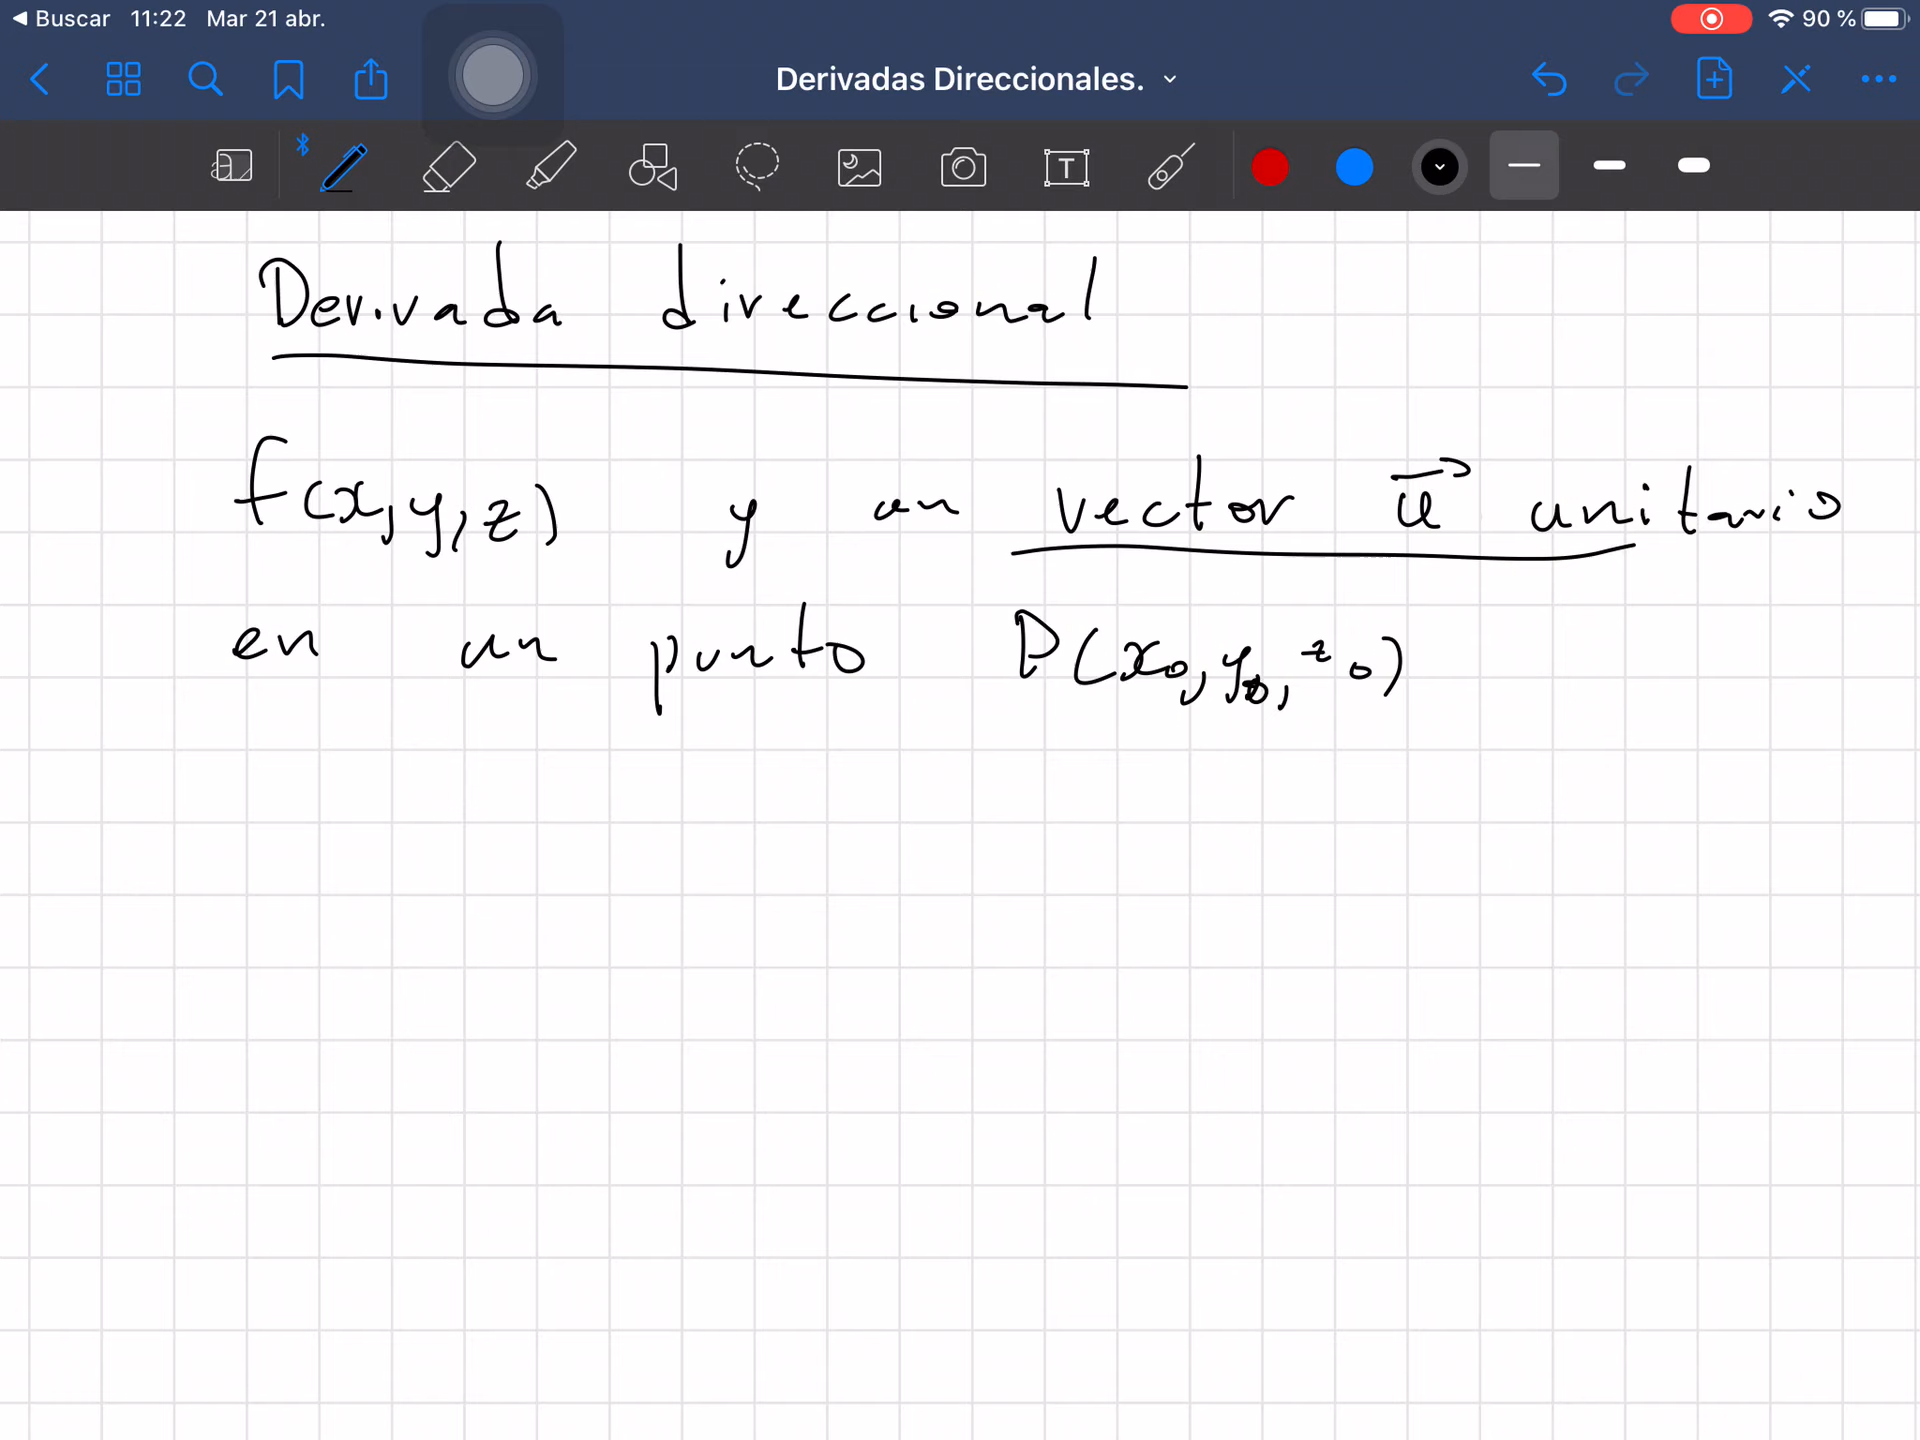 Buscar 11:22 Mar 21 abr. 90 %
Derivadas Direccionales.
T
Derivada direccional
f(x,y,z) y un vector u⃗ unitario
en un punto P(x₀,y₀,z₀)